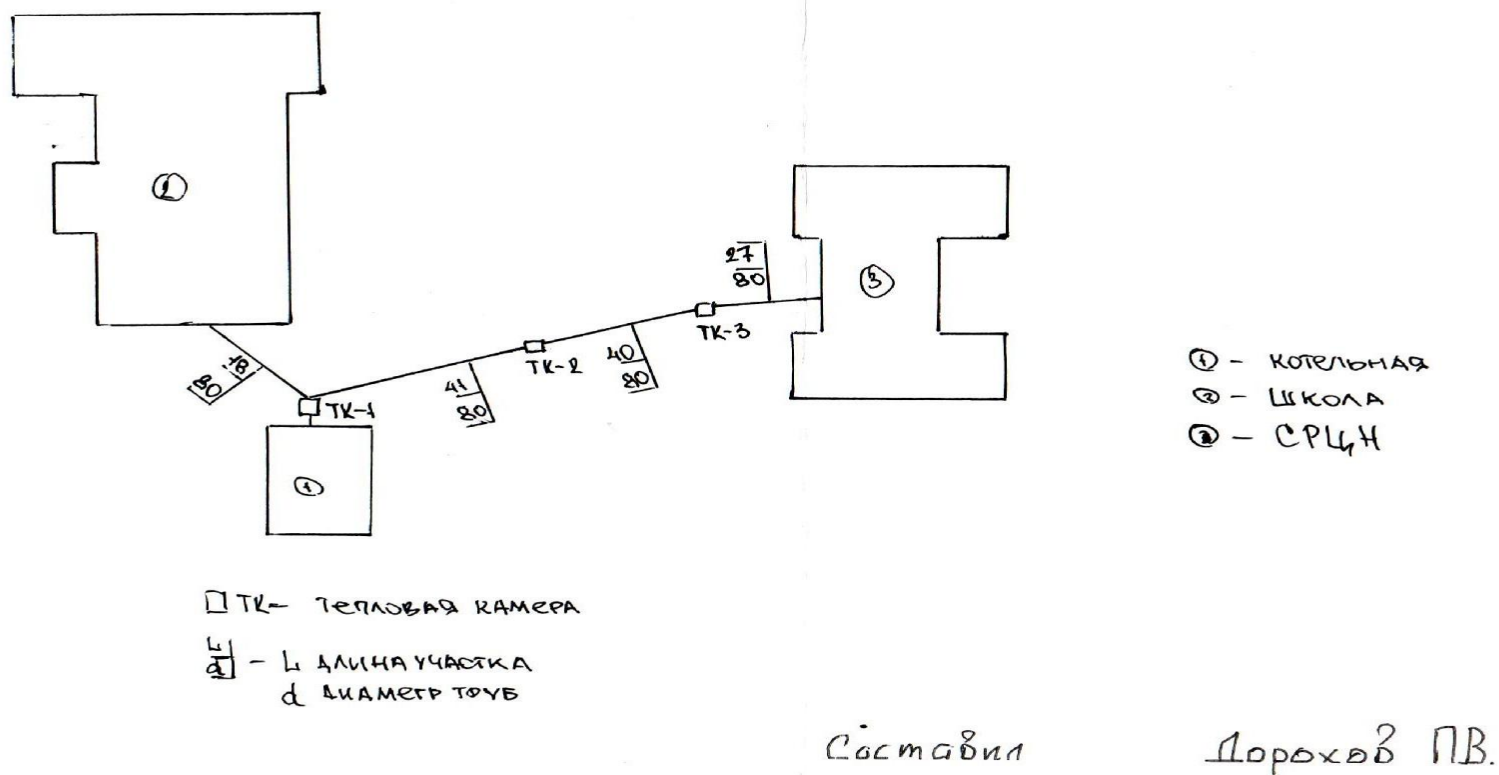 2
27
80
3
ТК-3
40
80
ТК-2
18
80
41
80
ТК-1
1
1 - КОТЕЛЬНАЯ
2 - ШКОЛА
3 - СРЦН
ТК- ТЕПЛОВАЯ КАМЕРА
L
d - L ДЛИНА УЧАСТКА
d ДИАМЕТР ТРУБ
Составил Дорохов П.В.